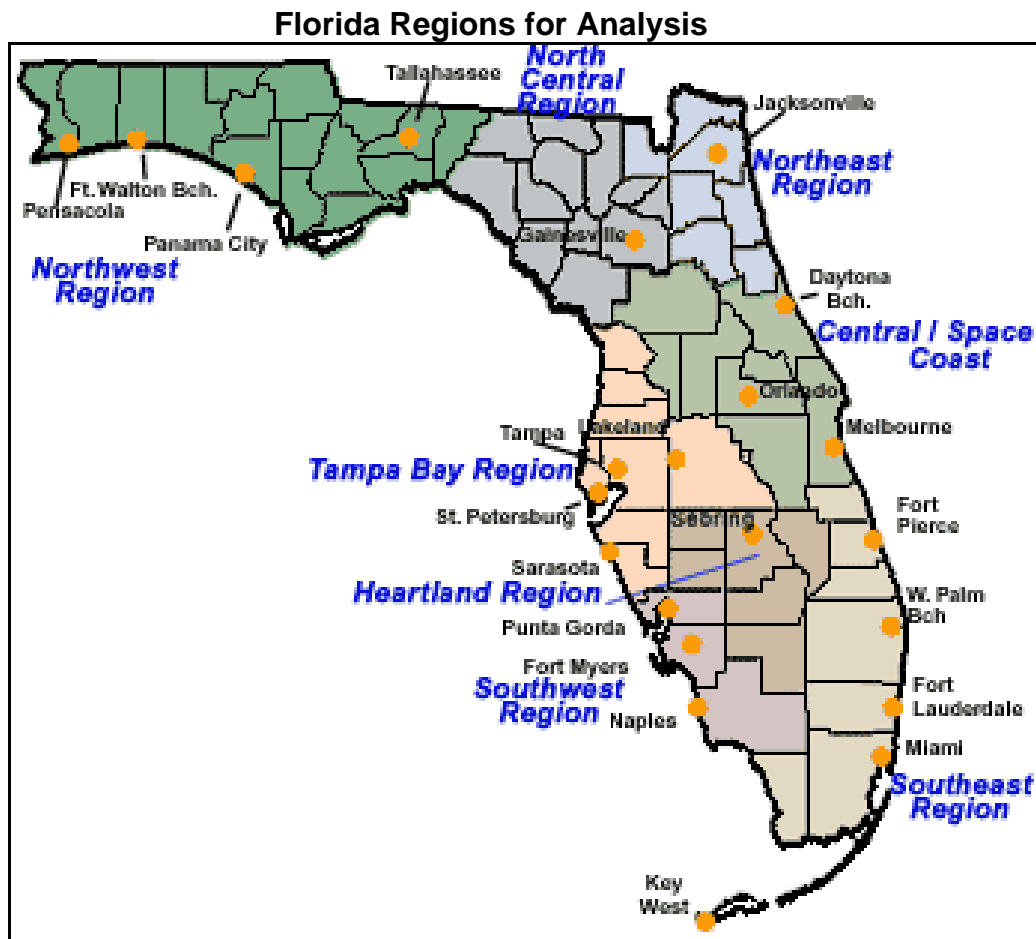 Florida Regions for Analysis
North
Central
Region
Tallahassee
Jacksonville
Northeast
Region
Ft. Walton Bch.
Pensacola
Panama City
Gainesville
Northwest
Region
Daytona
Bch.
Central / Space
Coast
Orlando
Lakeland
Melbourne
Tampa
Tampa Bay Region
St. Petersburg
Sebring
Fort
Pierce
Sarasota
Heartland Region
W. Palm
Bch
Punta Gorda
Fort Myers
Southwest
Region
Naples
Fort
Lauderdale
Miami
Southeast
Region
Key
West